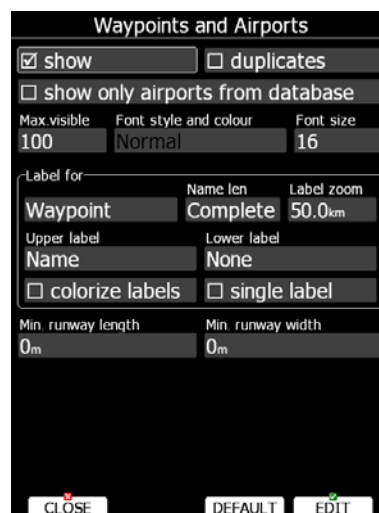 Waypoints and Airports
show duplicates
show only airports from database
Max.visible Font style and colour Font size
100 Normal 16
Label for
Name len Label zoom
Waypoint Complete 50.0km
Upper label Lower label
Name None
colorize labels single label
Min. runway length Min. runway width
0m 0m
CLOSE DEFAULT EDIT